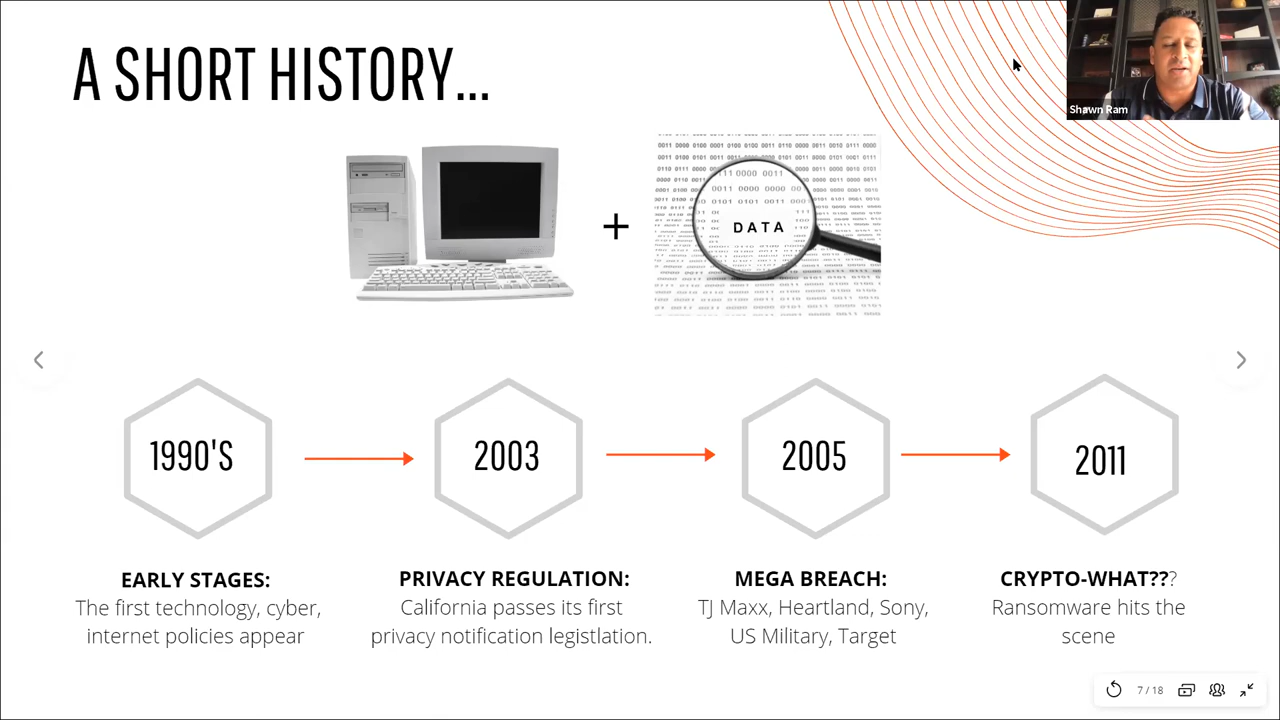 A SHORT HISTORY...
Shawn Ram
+
DATA
1990'S
2003
2005
2011
EARLY STAGES:
The first technology, cyber,
internet policies appear
PRIVACY REGULATION:
California passes its first
privacy notification legistlation.
MEGA BREACH:
TJ Maxx, Heartland, Sony,
US Military, Target
CRYPTO-WHAT???
Ransomware hits the
scene
7 / 18